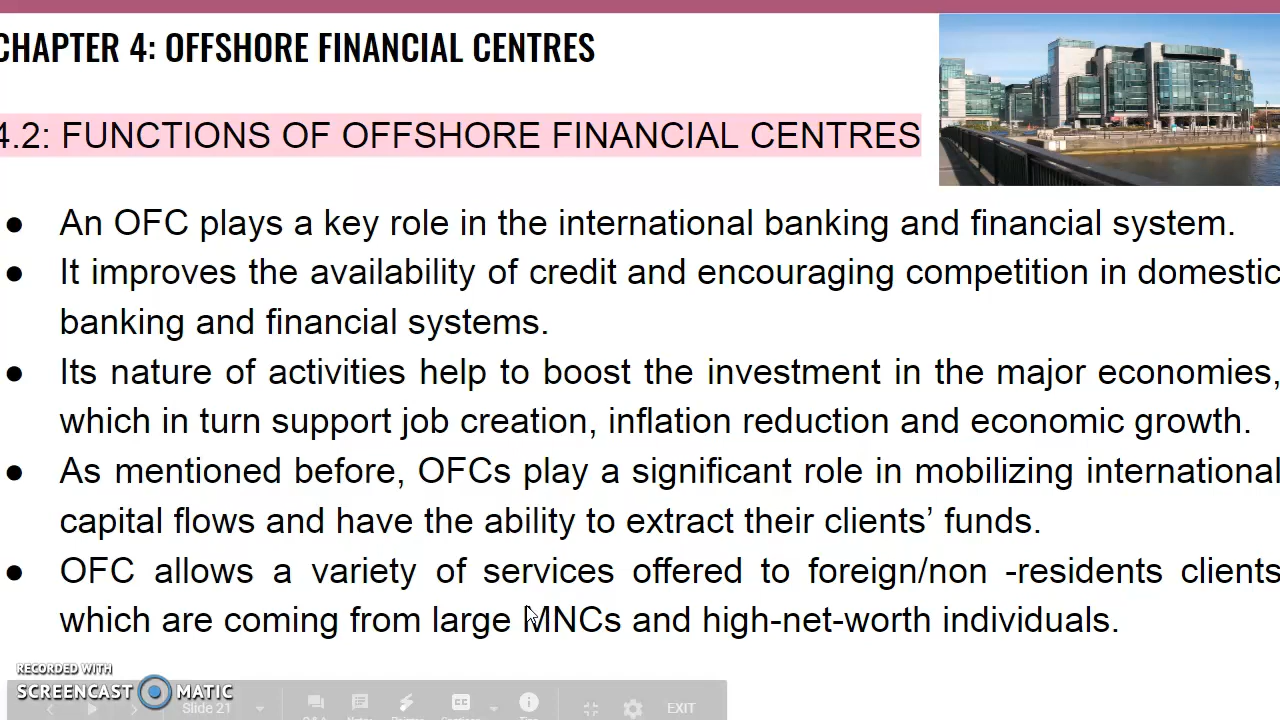 CHAPTER 4: OFFSHORE FINANCIAL CENTRES
4.2: FUNCTIONS OF OFFSHORE FINANCIAL CENTRES
● An OFC plays a key role in the international banking and financial system.
● It improves the availability of credit and encouraging competition in domestic
banking and financial systems.
● Its nature of activities help to boost the investment in the major economies,
which in turn support job creation, inflation reduction and economic growth.
● As mentioned before, OFCs play a significant role in mobilizing international
capital flows and have the ability to extract their clients’ funds.
● OFC allows a variety of services offered to foreign/non -residents clients
which are coming from large MNCs and high-net-worth individuals.
RECORDED WITH
SCREENCAST MATIC
Slide 21
EXIT